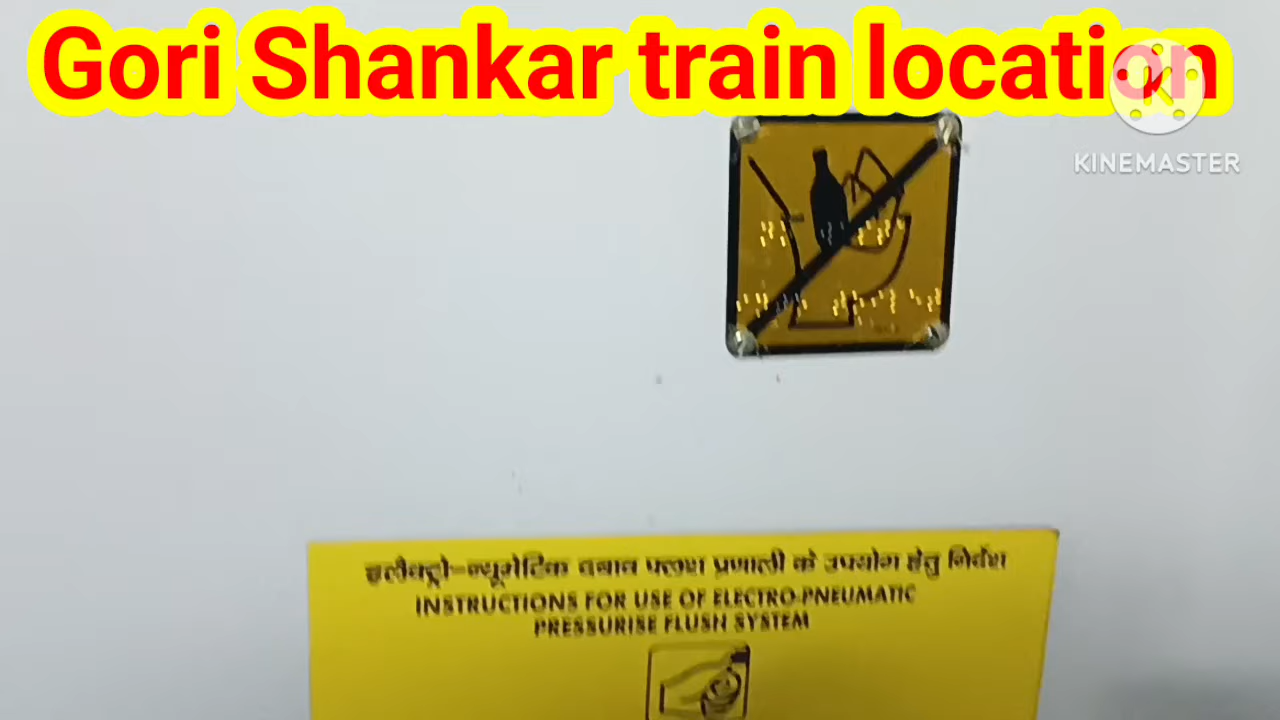 Gori Shankar train location
KINEMASTER
इलैक्ट्रो-न्यूमेटिक दबाव फ्लश प्रणाली के उपयोग हेतु निर्देश
INSTRUCTIONS FOR USE OF ELECTRO-PNEUMATIC
PRESSURISE FLUSH SYSTEM